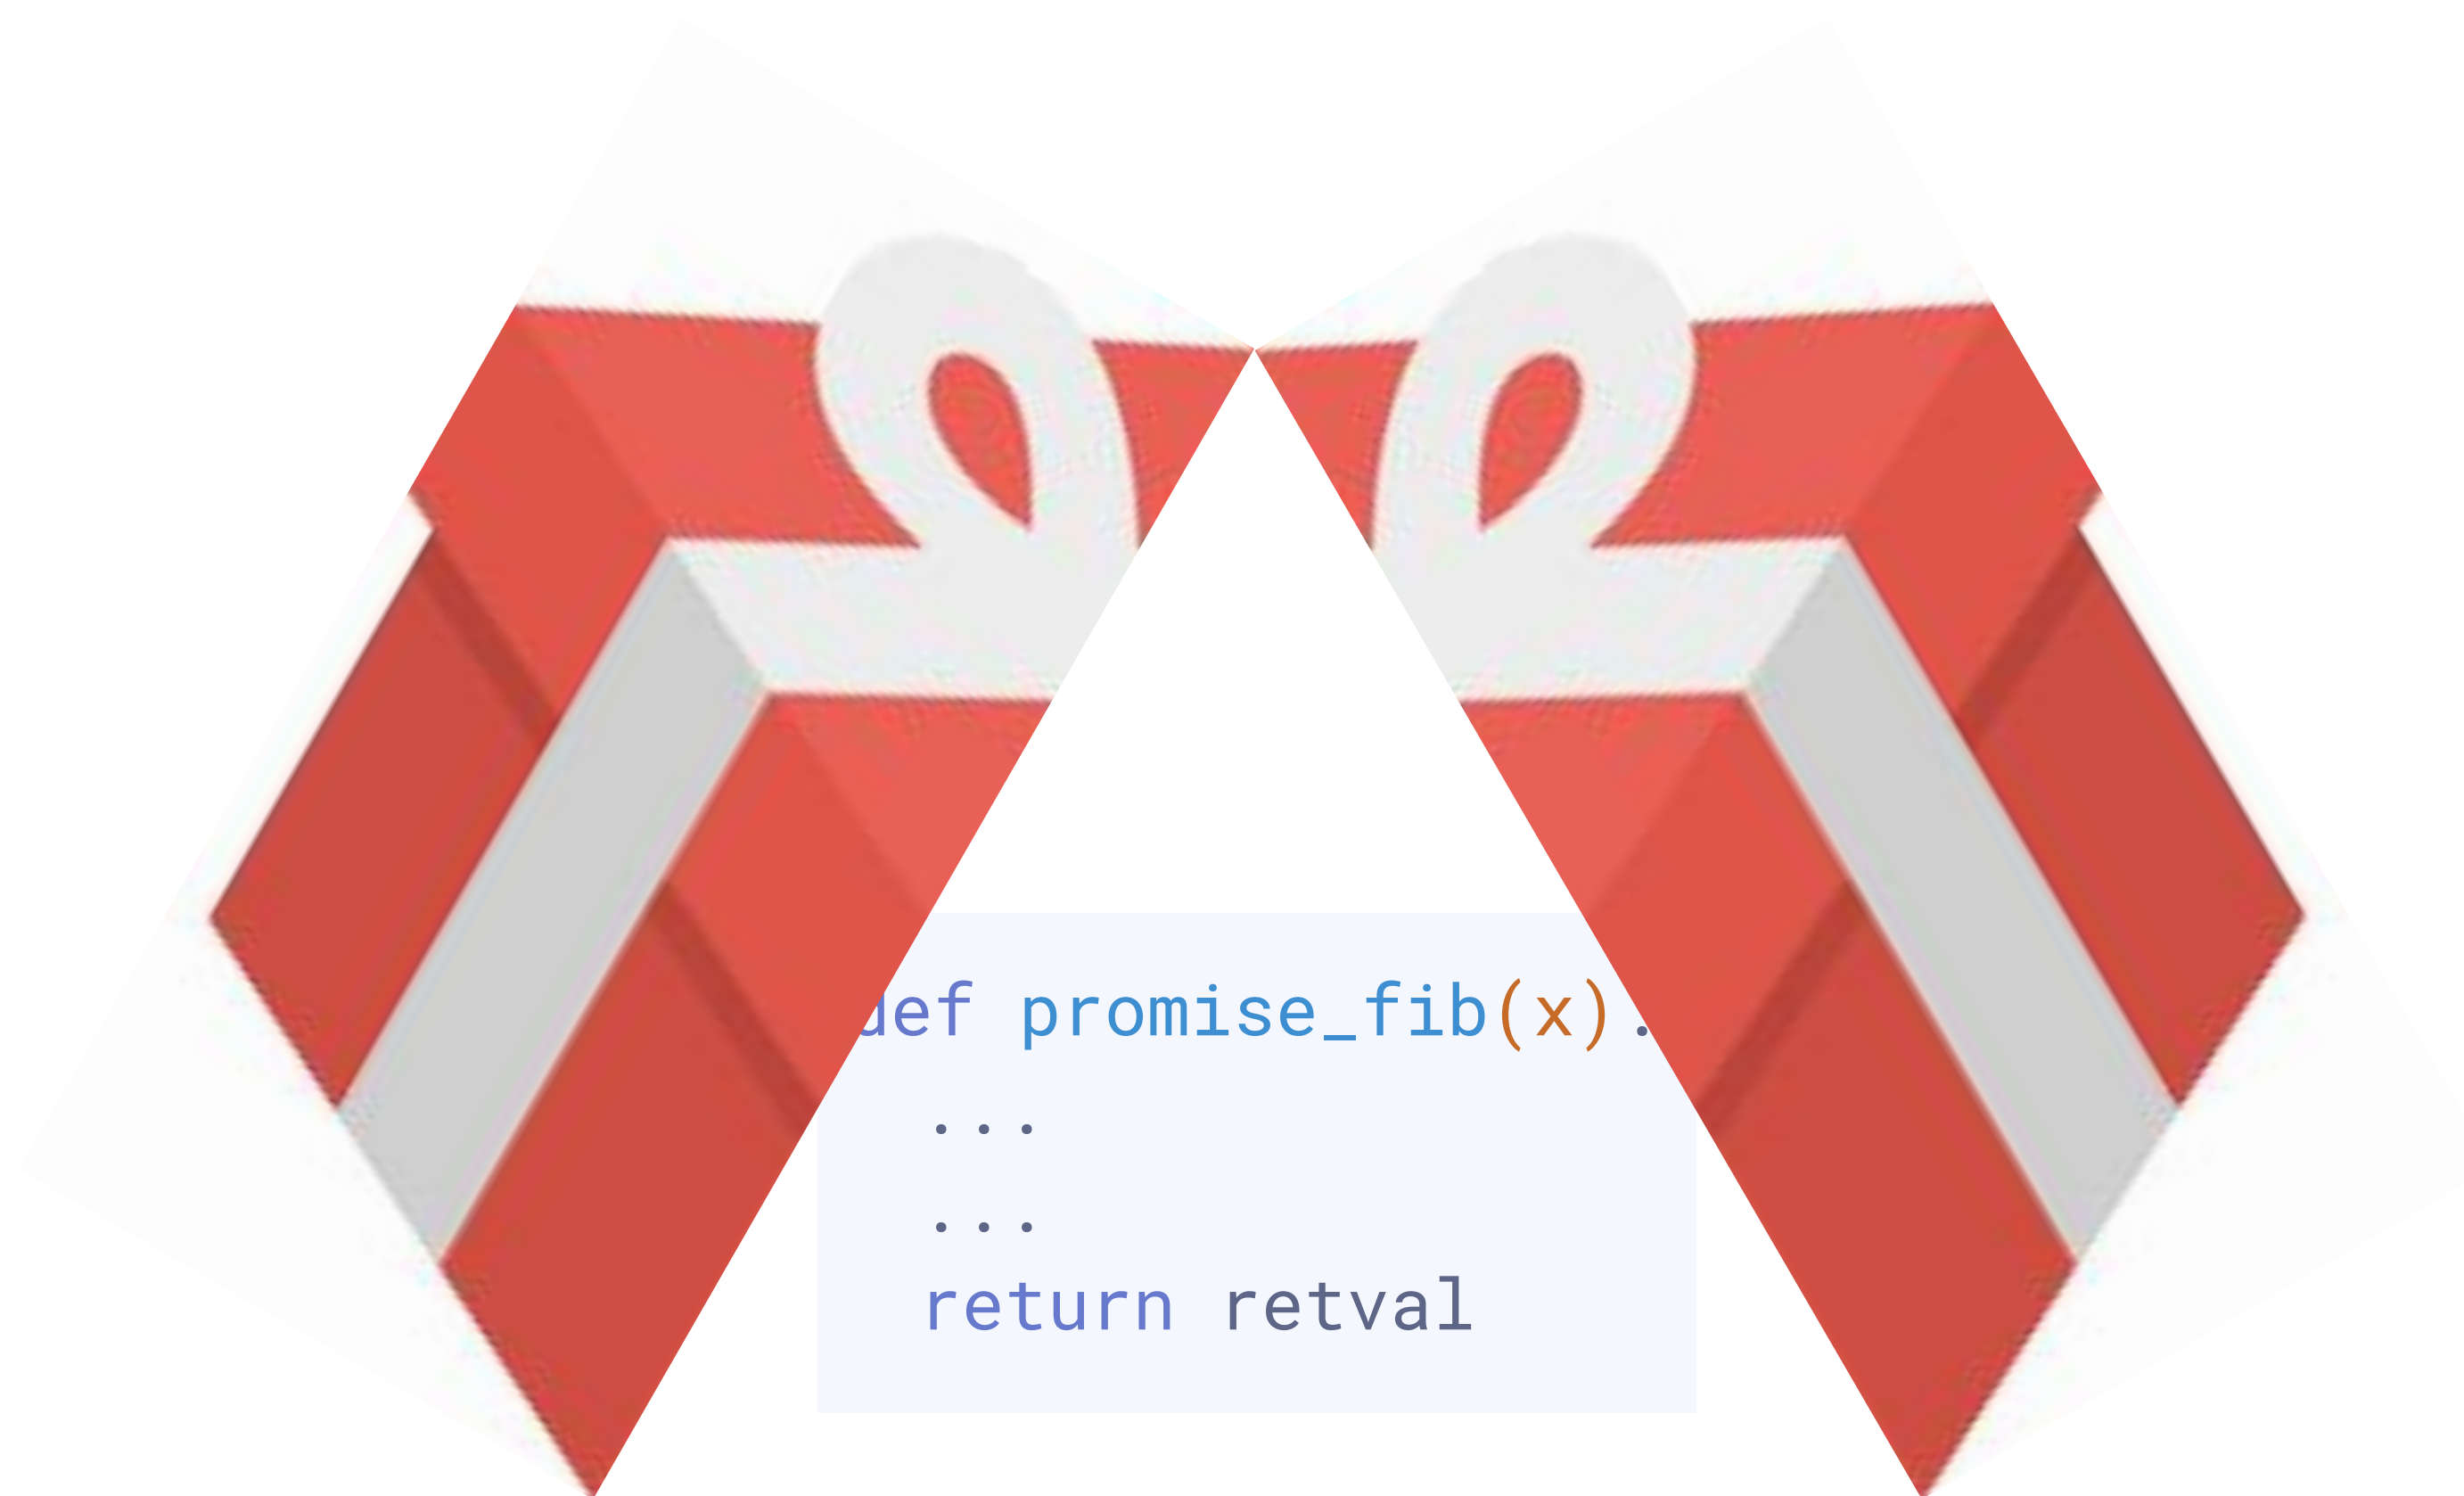 def promise_fib(x):
...
...
return retval